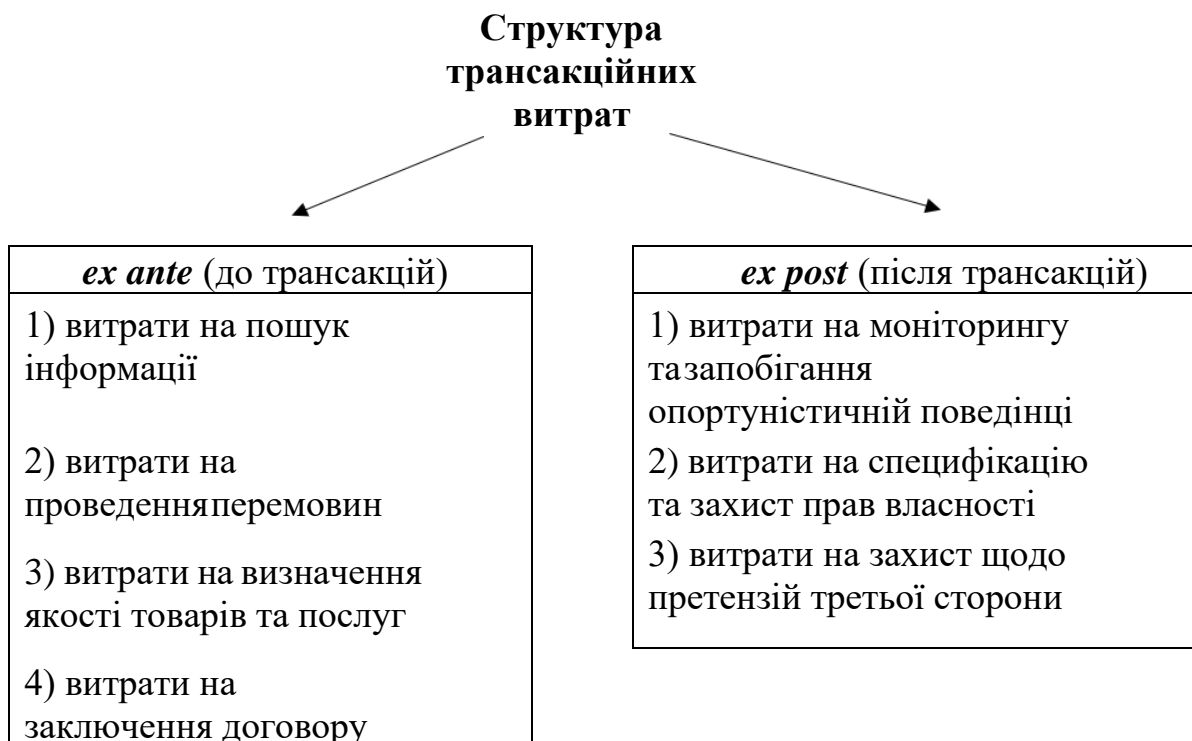 Структура
трансакційних
витрат
ex ante (до трансакцій)
1) витрати на пошук
інформації
2) витрати на
проведенняперемовин
3) витрати на визначення
якості товарів та послуг
4) витрати на
заключення договору
ex post (після трансакцій)
1) витрати на моніторингу
тазапобігання
опортуністичній поведінці
2) витрати на специфікацію
та захист прав власності
3) витрати на захист щодо
претензій третьої сторони